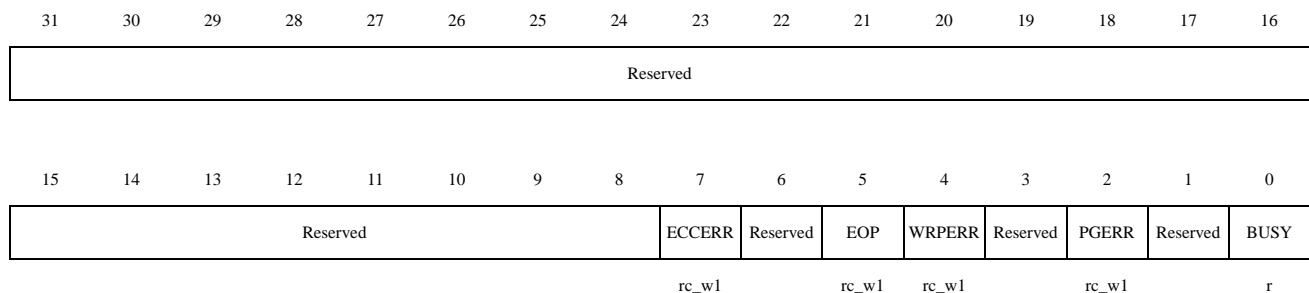 31 30 29 28 27 26 25 24 23 22 21 20 19 18 17 16
Reserved
15 14 13 12 11 10 9 8 7 6 5 4 3 2 1 0
Reserved ECCERR Reserved EOP WRPERR Reserved PGERR Reserved BUSY
rc_w1 rc_w1 rc_w1 rc_w1 r